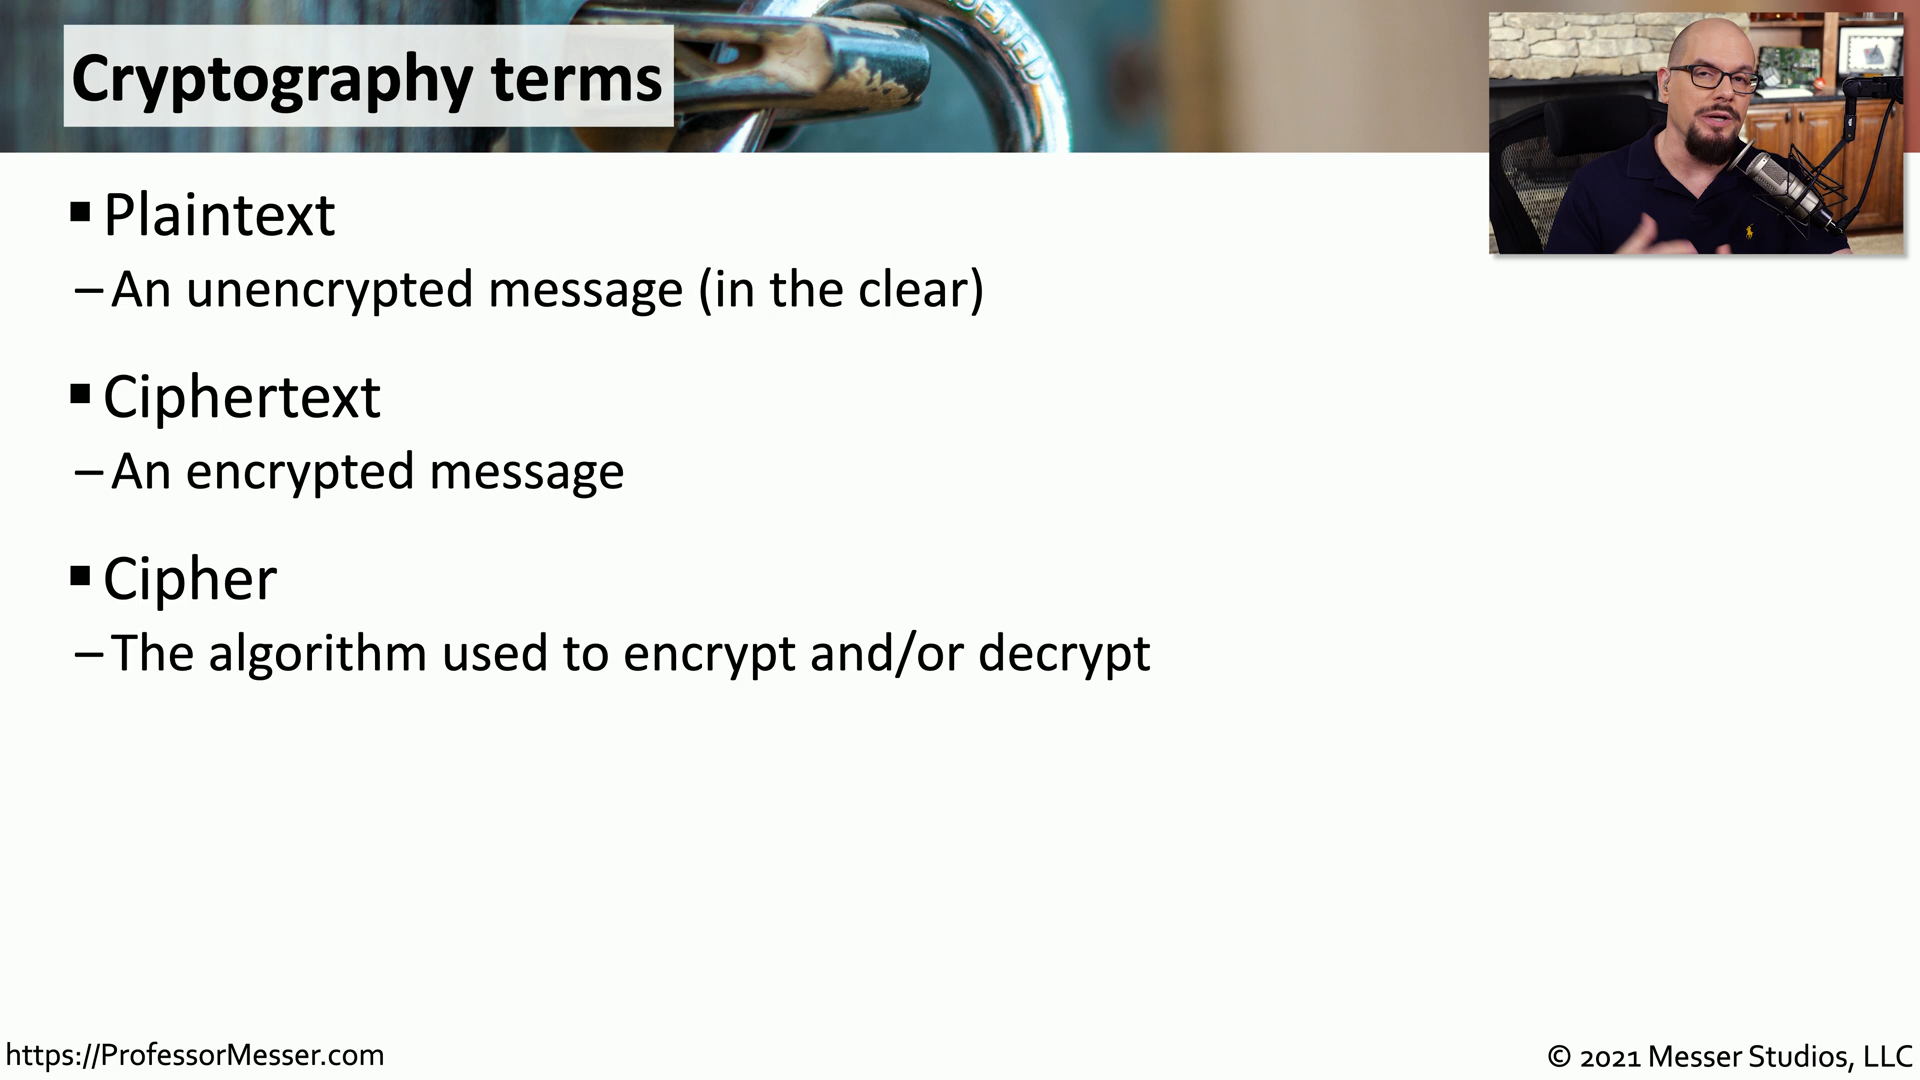 Cryptography terms
▪ Plaintext
– An unencrypted message (in the clear)
▪ Ciphertext
– An encrypted message
▪ Cipher
– The algorithm used to encrypt and/or decrypt
https://ProfessorMesser.com
© 2021 Messer Studios, LLC